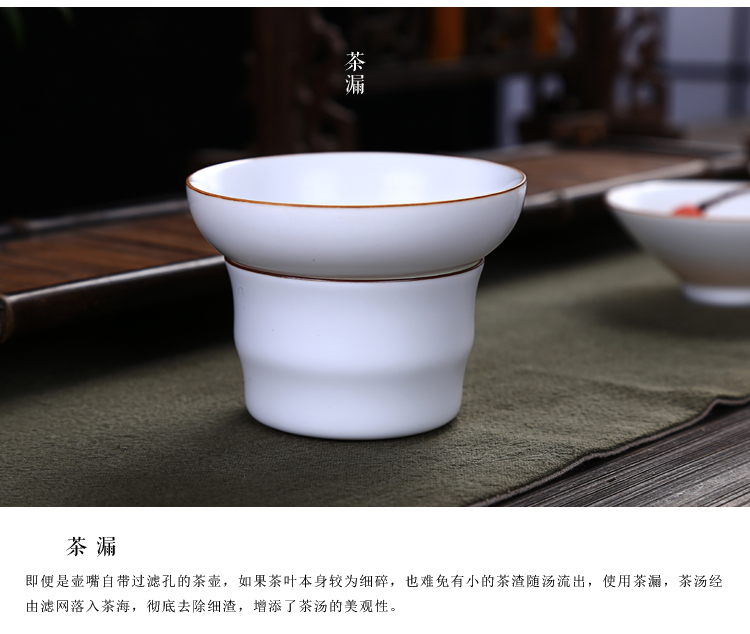 茶漏
茶漏
即便是壶嘴自带过滤孔的茶壶，如果茶叶本身较为细碎，也难免有小的茶渣随汤流出，使用茶漏，茶汤经
由滤网落入茶海，彻底去除细渣，增添了茶汤的美观性。